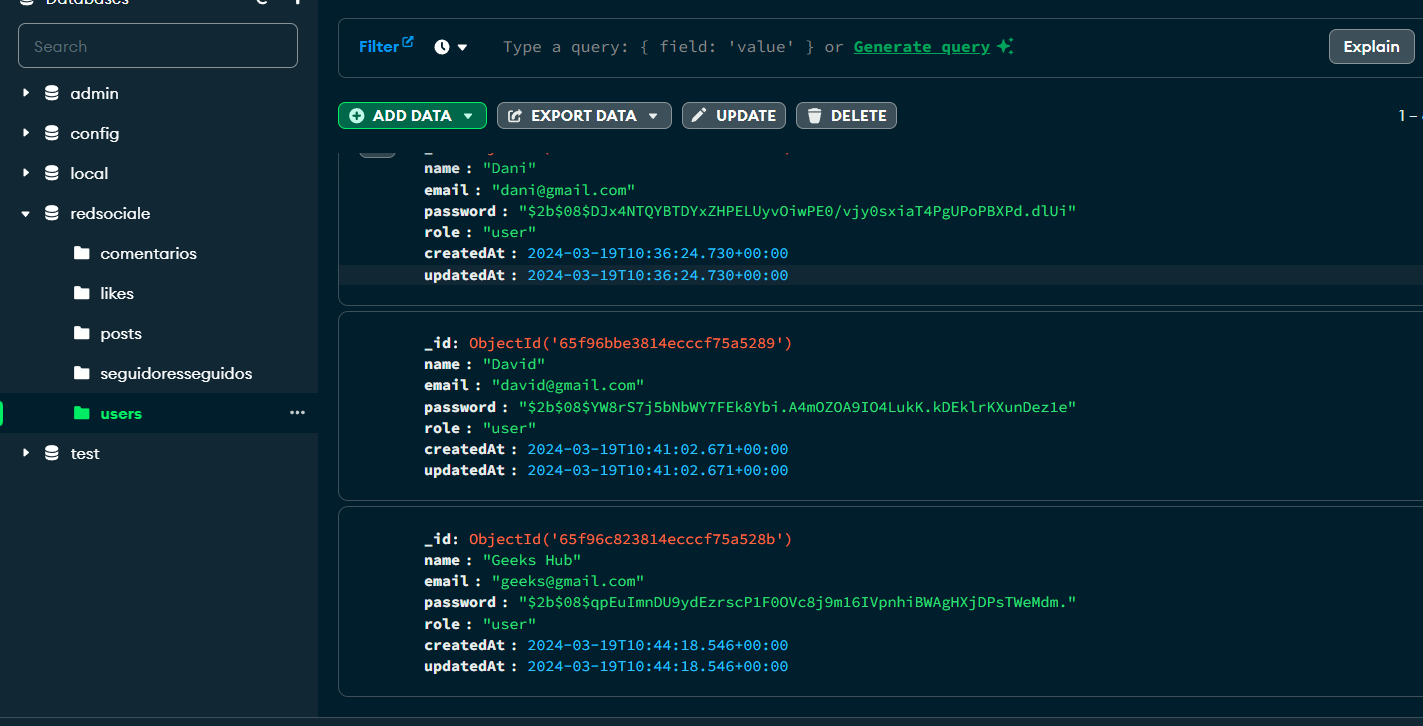 Databases
Search
admin
config
local
redsociale
comentarios
likes
posts
seguidoresseguidos
users
test
Filter
Type a query: { field: 'value' } or Generate query
Explain
ADD DATA
EXPORT DATA
UPDATE
DELETE
1 –
name : "Dani"
email : "dani@gmail.com"
password : "$2b$08$DJx4NTQYBTDYxZHPELUyvOiwPE0/vjy0sxiaT4PgUPoPBXPd.dlUi"
role : "user"
createdAt : 2024-03-19T10:36:24.730+00:00
updatedAt : 2024-03-19T10:36:24.730+00:00
_id: ObjectId('65f96bbe3814ecccf75a5289')
name : "David"
email : "david@gmail.com"
password : "$2b$08$YW8rS7j5bNbWY7FEk8Ybi.A4mOZOA9IO4LukK.kDEklrKXunDez1e"
role : "user"
createdAt : 2024-03-19T10:41:02.671+00:00
updatedAt : 2024-03-19T10:41:02.671+00:00
_id: ObjectId('65f96c823814ecccf75a528b')
name : "Geeks Hub"
email : "geeks@gmail.com"
password : "$2b$08$qpEuImnDU9ydEzrscP1F0OVc8j9m16IVpnhiBWAgHXjDPsTWeMdm."
role : "user"
createdAt : 2024-03-19T10:44:18.546+00:00
updatedAt : 2024-03-19T10:44:18.546+00:00